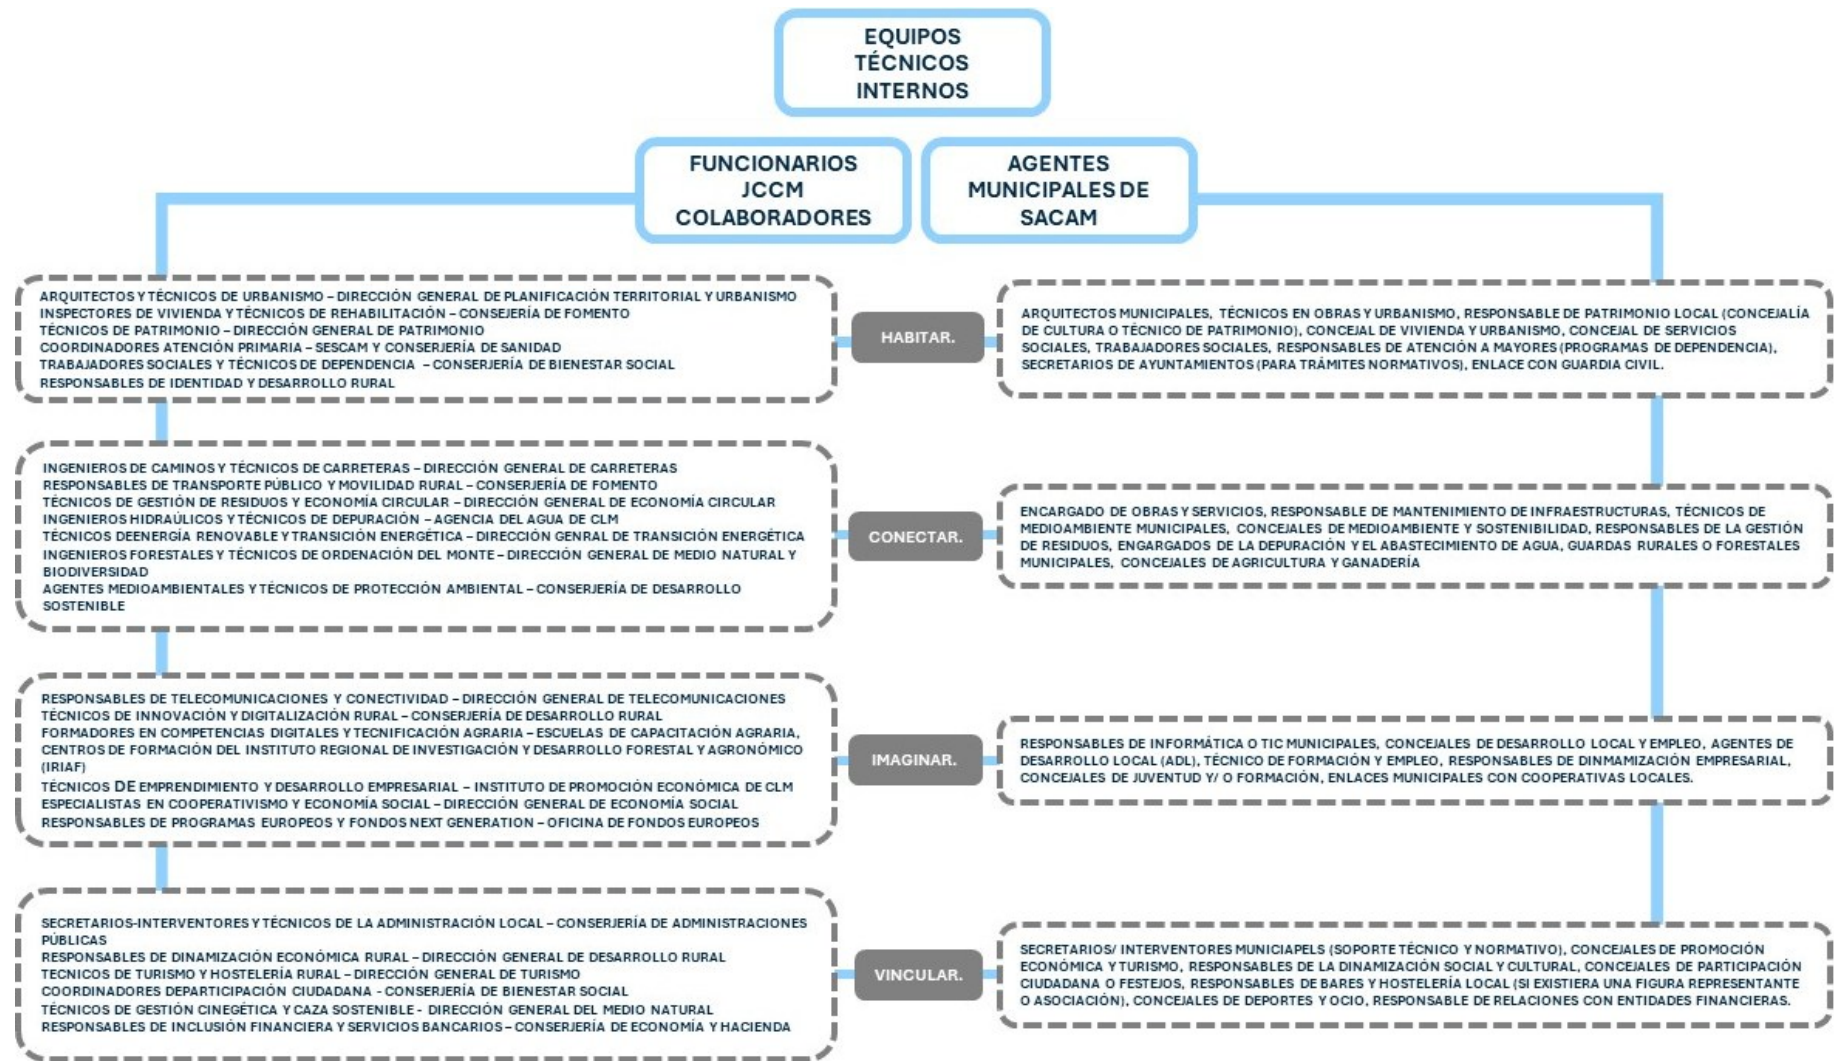 EQUIPOS
TÉCNICOS
INTERNOS
FUNCIONARIOS
JCCM
COLABORADORES
AGENTES
MUNICIPALES DE
SACAM
ARQUITECTOS Y TÉCNICOS DE URBANISMO – DIRECCIÓN GENERAL DE PLANIFICACIÓN TERRITORIAL Y URBANISMO
INSPECTORES DE VIVIENDA Y TÉCNICOS DE REHABILITACIÓN – CONSEJERÍA DE FOMENTO
TÉCNICOS DE PATRIMONIO – DIRECCIÓN GENERAL DE PATRIMONIO
COORDINADORES ATENCIÓN PRIMARIA – SESCAM Y CONSERJERÍA DE SANIDAD
TRABAJADORES SOCIALES Y TÉCNICOS DE DEPENDENCIA – CONSERJERÍA DE BIENESTAR SOCIAL
RESPONSABLES DE IDENTIDAD Y DESARROLLO RURAL
HABITAR.
ARQUITECTOS MUNICIPALES, TÉCNICOS EN OBRAS Y URBANISMO, RESPONSABLE DE PATRIMONIO LOCAL (CONCEJALÍA
DE CULTURA O TÉCNICO DE PATRIMONIO), CONCEJAL DE VIVIENDA Y URBANISMO, CONCEJAL DE SERVICIOS
SOCIALES, TRABAJADORES SOCIALES, RESPONSABLES DE ATENCIÓN A MAYORES (PROGRAMAS DE DEPENDENCIA),
SECRETARIOS DE AYUNTAMIENTOS (PARA TRÁMITES NORMATIVOS), ENLACE CON GUARDIA CIVIL.
INGENIEROS DE CAMINOS Y TÉCNICOS DE CARRETERAS – DIRECCIÓN GENERAL DE CARRETERAS
RESPONSABLES DE TRANSPORTE PÚBLICO Y MOVILIDAD RURAL – CONSERJERÍA DE FOMENTO
TÉCNICOS DE GESTIÓN DE RESIDUOS Y ECONOMÍA CIRCULAR – DIRECCIÓN GENERAL DE ECONOMÍA CIRCULAR
INGENIEROS HIDRAÚLICOS Y TÉCNICOS DE DEPURACIÓN – AGENCIA DEL AGUA DE CLM
TÉCNICOS DEENERGÍA RENOVABLE Y TRANSICIÓN ENERGÉTICA – DIRECCIÓN GENRAL DE TRANSICIÓN ENERGÉTICA
INGENIEROS FORESTALES Y TÉCNICOS DE ORDENACIÓN DEL MONTE – DIRECCIÓN GENERAL DE MEDIO NATURAL Y
BIODIVERSIDAD
AGENTES MEDIOAMBIENTALES Y TÉCNICOS DE PROTECCIÓN AMBIENTAL – CONSERJERÍA DE DESARROLLO
SOSTENIBLE
CONECTAR.
ENCARGADO DE OBRAS Y SERVICIOS, RESPONSABLE DE MANTENIMIENTO DE INFRAESTRUCTURAS, TÉCNICOS DE
MEDIOAMBIENTE MUNICIPALES, CONCEJALES DE MEDIOAMBIENTE Y SOSTENIBILIDAD, RESPONSABLES DE LA GESTIÓN
DE RESIDUOS, ENGARGADOS DE LA DEPURACIÓN Y EL ABASTECIMIENTO DE AGUA, GUARDAS RURALES O FORESTALES
MUNICIPALES, CONCEJALES DE AGRICULTURA Y GANADERÍA
RESPONSABLES DE TELECOMUNICACIONES Y CONECTIVIDAD – DIRECCIÓN GENERAL DE TELECOMUNICACIONES
TÉCNICOS DE INNOVACIÓN Y DIGITALIZACIÓN RURAL – CONSERJERÍA DE DESARROLLO RURAL
FORMADORES EN COMPETENCIAS DIGITALES Y TECNIFICACIÓN AGRARIA – ESCUELAS DE CAPACITACIÓN AGRARIA,
CENTROS DE FORMACIÓN DEL INSTITUTO REGIONAL DE INVESTIGACIÓN Y DESARROLLO FORESTAL Y AGRONÓMICO
(IRIAF)
TÉCNICOS DE EMPRENDIMIENTO Y DESARROLLO EMPRESARIAL – INSTITUTO DE PROMOCIÓN ECONÓMICA DE CLM
ESPECIALISTAS EN COOPERATIVISMO Y ECONOMÍA SOCIAL – DIRECCIÓN GENERAL DE ECONOMÍA SOCIAL
RESPONSABLES DE PROGRAMAS EUROPEOS Y FONDOS NEXT GENERATION – OFICINA DE FONDOS EUROPEOS
IMAGINAR.
RESPONSABLES DE INFORMÁTICA O TIC MUNICIPALES, CONCEJALES DE DESARROLLO LOCAL Y EMPLEO, AGENTES DE
DESARROLLO LOCAL (ADL), TÉCNICO DE FORMACIÓN Y EMPLEO, RESPONSABLES DE DINMAMIZACIÓN EMPRESARIAL,
CONCEJALES DE JUVENTUD Y/ O FORMACIÓN, ENLACES MUNICIPALES CON COOPERATIVAS LOCALES.
SECRETARIOS-INTERVENTORES Y TÉCNICOS DE LA ADMINISTRACIÓN LOCAL – CONSERJERÍA DE ADMINISTRACIONES
PÚBLICAS
RESPONSABLES DE DINAMIZACIÓN ECONÓMICA RURAL – DIRECCIÓN GENERAL DE DESARROLLO RURAL
TECNICOS DE TURISMO Y HOSTELERÍA RURAL – DIRECCIÓN GENERAL DE TURISMO
COORDINADORES DEPARTICIPACIÓN CIUDADANA - CONSERJERÍA DE BIENESTAR SOCIAL
TÉCNICOS DE GESTIÓN CINEGÉTICA Y CAZA SOSTENIBLE - DIRECCIÓN GENERAL DEL MEDIO NATURAL
RESPONSABLES DE INCLUSIÓN FINANCIERA Y SERVICIOS BANCARIOS – CONSERJERÍA DE ECONOMÍA Y HACIENDA
VINCULAR.
SECRETARIOS/ INTERVENTORES MUNICIAPELS (SOPORTE TÉCNICO Y NORMATIVO), CONCEJALES DE PROMOCIÓN
ECONÓMICA Y TURISMO, RESPONSABLES DE LA DINAMIZACIÓN SOCIAL Y CULTURAL, CONCEJALES DE PARTICIPACIÓN
CIUDADANA O FESTEJOS, RESPONSABLES DE BARES Y HOSTELERÍA LOCAL (SI EXISTIERA UNA FIGURA REPRESENTANTE
O ASOCIACIÓN), CONCEJALES DE DEPORTES Y OCIO, RESPONSABLE DE RELACIONES CON ENTIDADES FINANCIERAS.